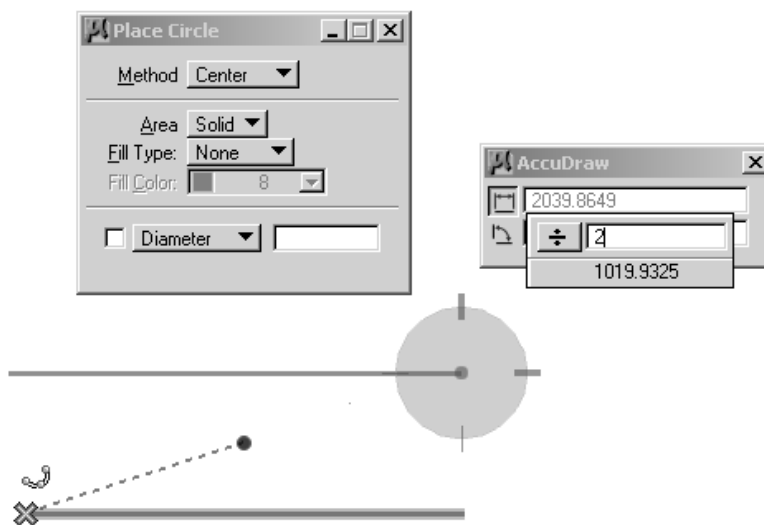 Place Circle
Method Center
Area Solid
Fill Type: None
Fill Color: 8
Diameter
AccuDraw
2039.8649
÷ 2
1019.9325